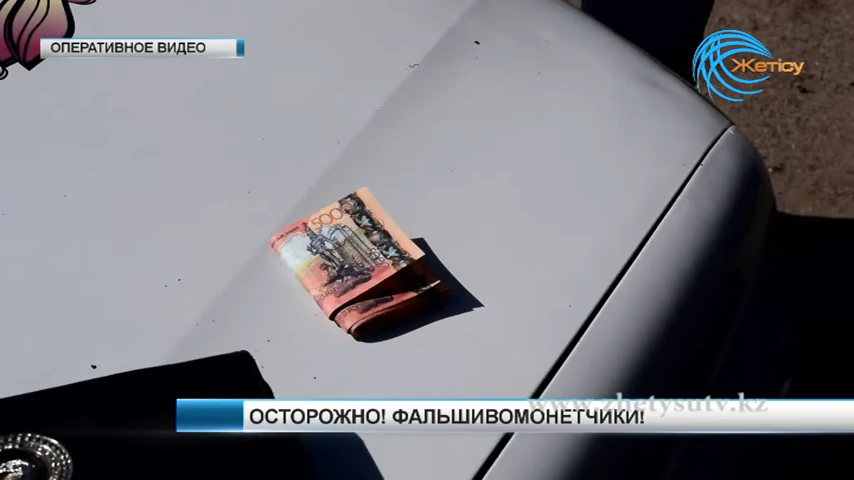 ОПЕРАТИВНОЕ ВИДЕО
Жетісу
500
www.zhetysutv.kz
ОСТОРОЖНО! ФАЛЬШИВОМОНЕТЧИКИ!